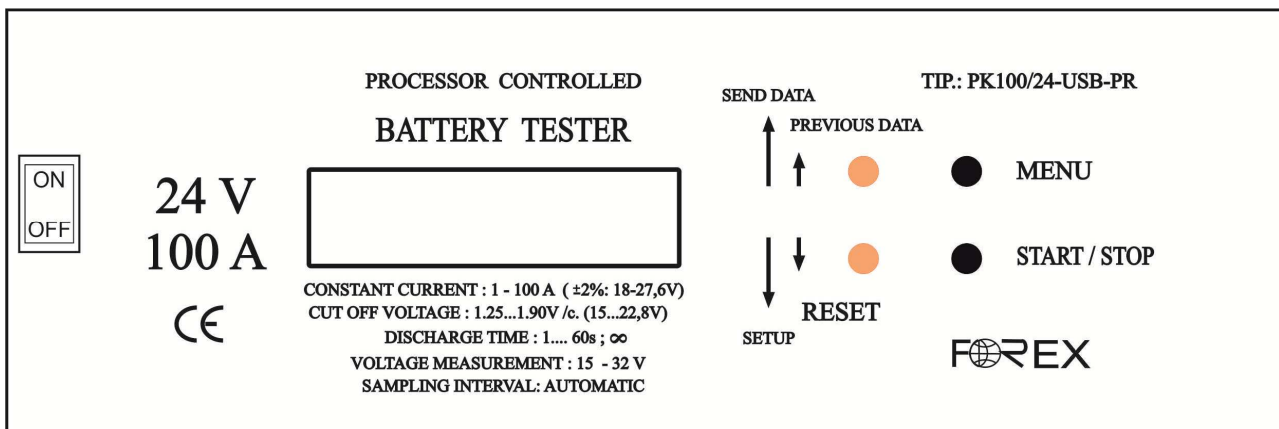 PROCESSOR CONTROLLED
BATTERY TESTER
TIP.: PK100/24-USB-PR
SEND DATA
PREVIOUS DATA
ON
OFF
24 V
100 A
CE
MENU
START / STOP
CONSTANT CURRENT : 1 - 100 A ( ±2%: 18-27,6V)
CUT OFF VOLTAGE : 1.25...1.90V /c. (15...22,8V)
DISCHARGE TIME : 1.... 60s ; ∞
VOLTAGE MEASUREMENT : 15 - 32 V
SAMPLING INTERVAL: AUTOMATIC
RESET
SETUP
FOREX